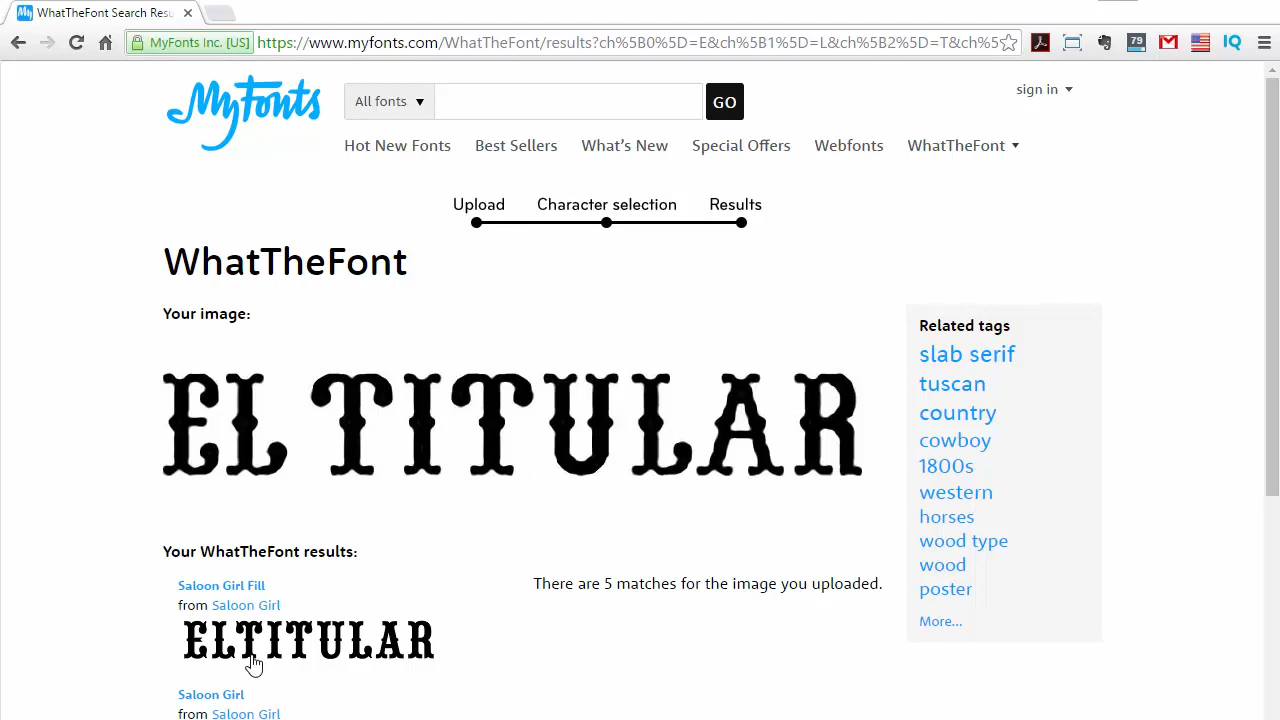 WhatTheFont Search Resu
MyFonts Inc. [US] https://www.myfonts.com/WhatTheFont/results?ch%5B0%5D=E&ch%5B1%5D=L&ch%5B2%5D=T&ch%5
79
IQ
MyFonts
All fonts
GO
sign in
Hot New Fonts Best Sellers What's New Special Offers Webfonts WhatTheFont
Upload Character selection Results
WhatTheFont
Your image:
EL TITULAR
Your WhatTheFont results:
Saloon Girl Fill
from Saloon Girl
ELTITULAR
Saloon Girl
from Saloon Girl
There are 5 matches for the image you uploaded.
Related tags
slab serif
tuscan
country
cowboy
1800s
western
horses
wood type
wood
poster
More...